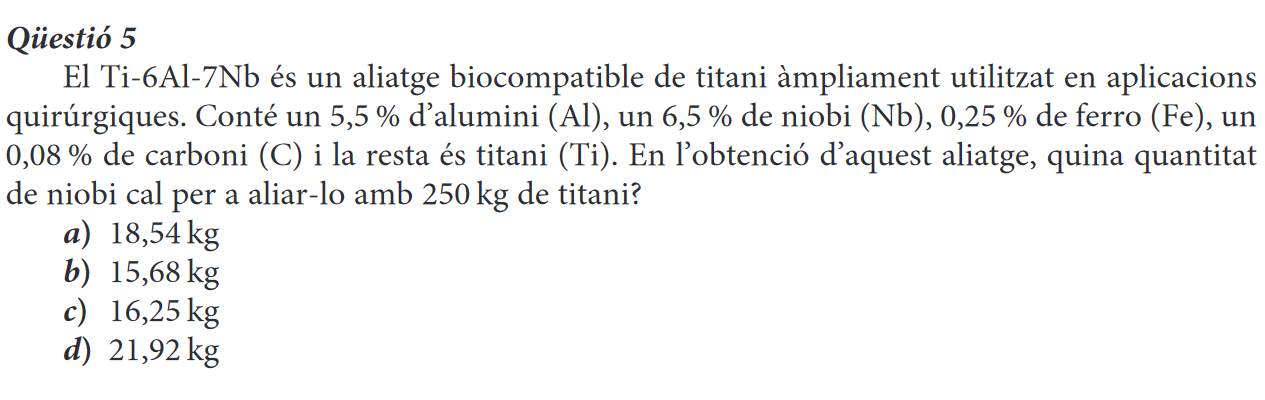 Qüestió 5
El Ti-6Al-7Nb és un aliatge biocompatible de titani àmpliament utilitzat en aplicacions
quirúrgiques. Conté un 5,5 % d’alumini (Al), un 6,5 % de niobi (Nb), 0,25 % de ferro (Fe), un
0,08 % de carboni (C) i la resta és titani (Ti). En l’obtenció d’aquest aliatge, quina quantitat
de niobi cal per a aliar-lo amb 250 kg de titani?
a) 18,54 kg
b) 15,68 kg
c) 16,25 kg
d) 21,92 kg